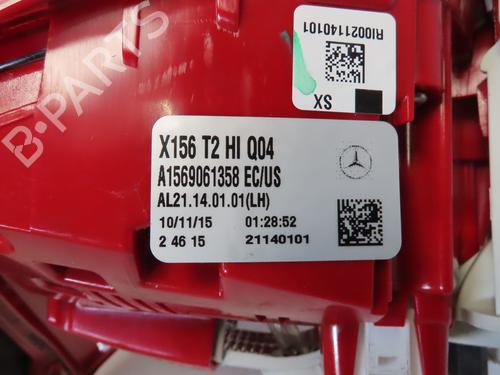 B-PARTS
RI0021140101
SX
X156 T2 HI Q04
A1569061358 EC/US
AL21.14.01.01(LH)
10/11/15 01:28:52
2 46 15 21140101